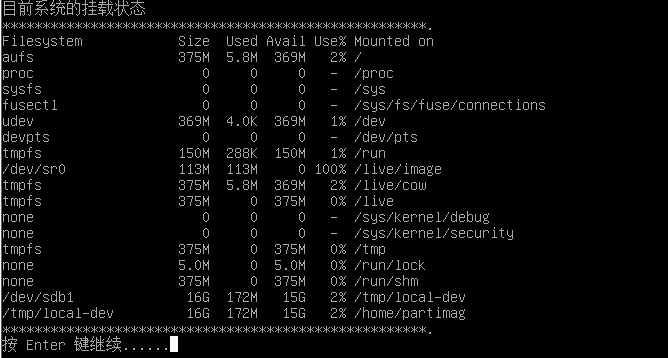 目前系统的挂载状态
*****************************************************.
Filesystem            Size  Used Avail Use% Mounted on
aufs                  375M  5.8M  369M   2% /
proc                     0     0     0   -  /proc
sysfs                    0     0     0   -  /sys
fusectl                  0     0     0   -  /sys/fs/fuse/connections
udev                  369M  4.0K  369M   1% /dev
devpts                   0     0     0   -  /dev/pts
tmpfs                 150M  288K  150M   1% /run
/dev/sr0              113M  113M     0 100% /live/image
tmpfs                 375M  5.8M  369M   2% /live/cow
tmpfs                 375M     0  375M   0% /live
none                     0     0     0   -  /sys/kernel/debug
none                     0     0     0   -  /sys/kernel/security
tmpfs                 375M     0  375M   0% /tmp
none                  5.0M     0  5.0M   0% /run/lock
none                  375M     0  375M   0% /run/shm
/dev/sdb1              16G  172M   15G   2% /tmp/local-dev
/tmp/local-dev         16G  172M   15G   2% /home/partimag
*****************************************************.
按 Enter 键继续......